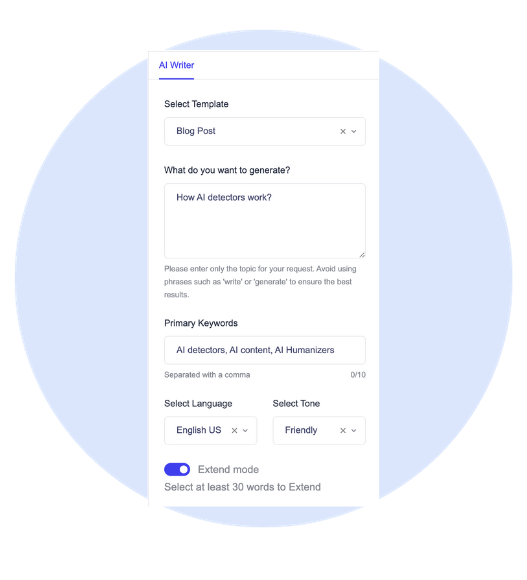 AI Writer
Select Template
Blog Post
What do you want to generate?
How AI detectors work?
Please enter only the topic for your request. Avoid using
phrases such as 'write' or 'generate' to ensure the best
results.
Primary Keywords
AI detectors, AI content, AI Humanizers
Separated with a comma 0/10
Select Language Select Tone
English US Friendly
Extend mode
Select at least 30 words to Extend